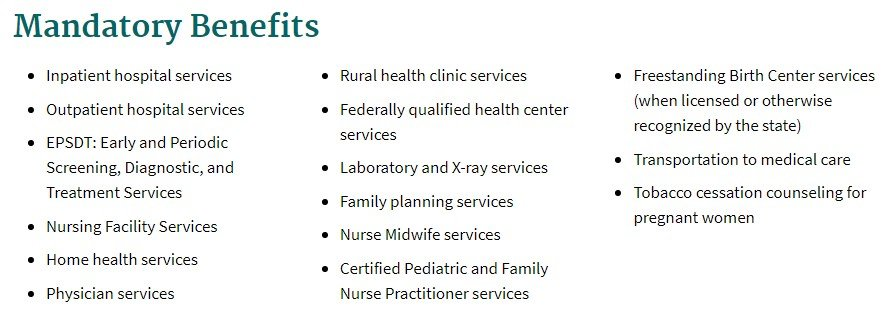 Mandatory Benefits
• Inpatient hospital services
• Outpatient hospital services
• EPSDT: Early and Periodic
Screening, Diagnostic, and
Treatment Services
• Nursing Facility Services
• Home health services
• Physician services
• Rural health clinic services
• Federally qualified health center
services
• Laboratory and X-ray services
• Family planning services
• Nurse Midwife services
• Certified Pediatric and Family
Nurse Practitioner services
• Freestanding Birth Center services
(when licensed or otherwise
recognized by the state)
• Transportation to medical care
• Tobacco cessation counseling for
pregnant women